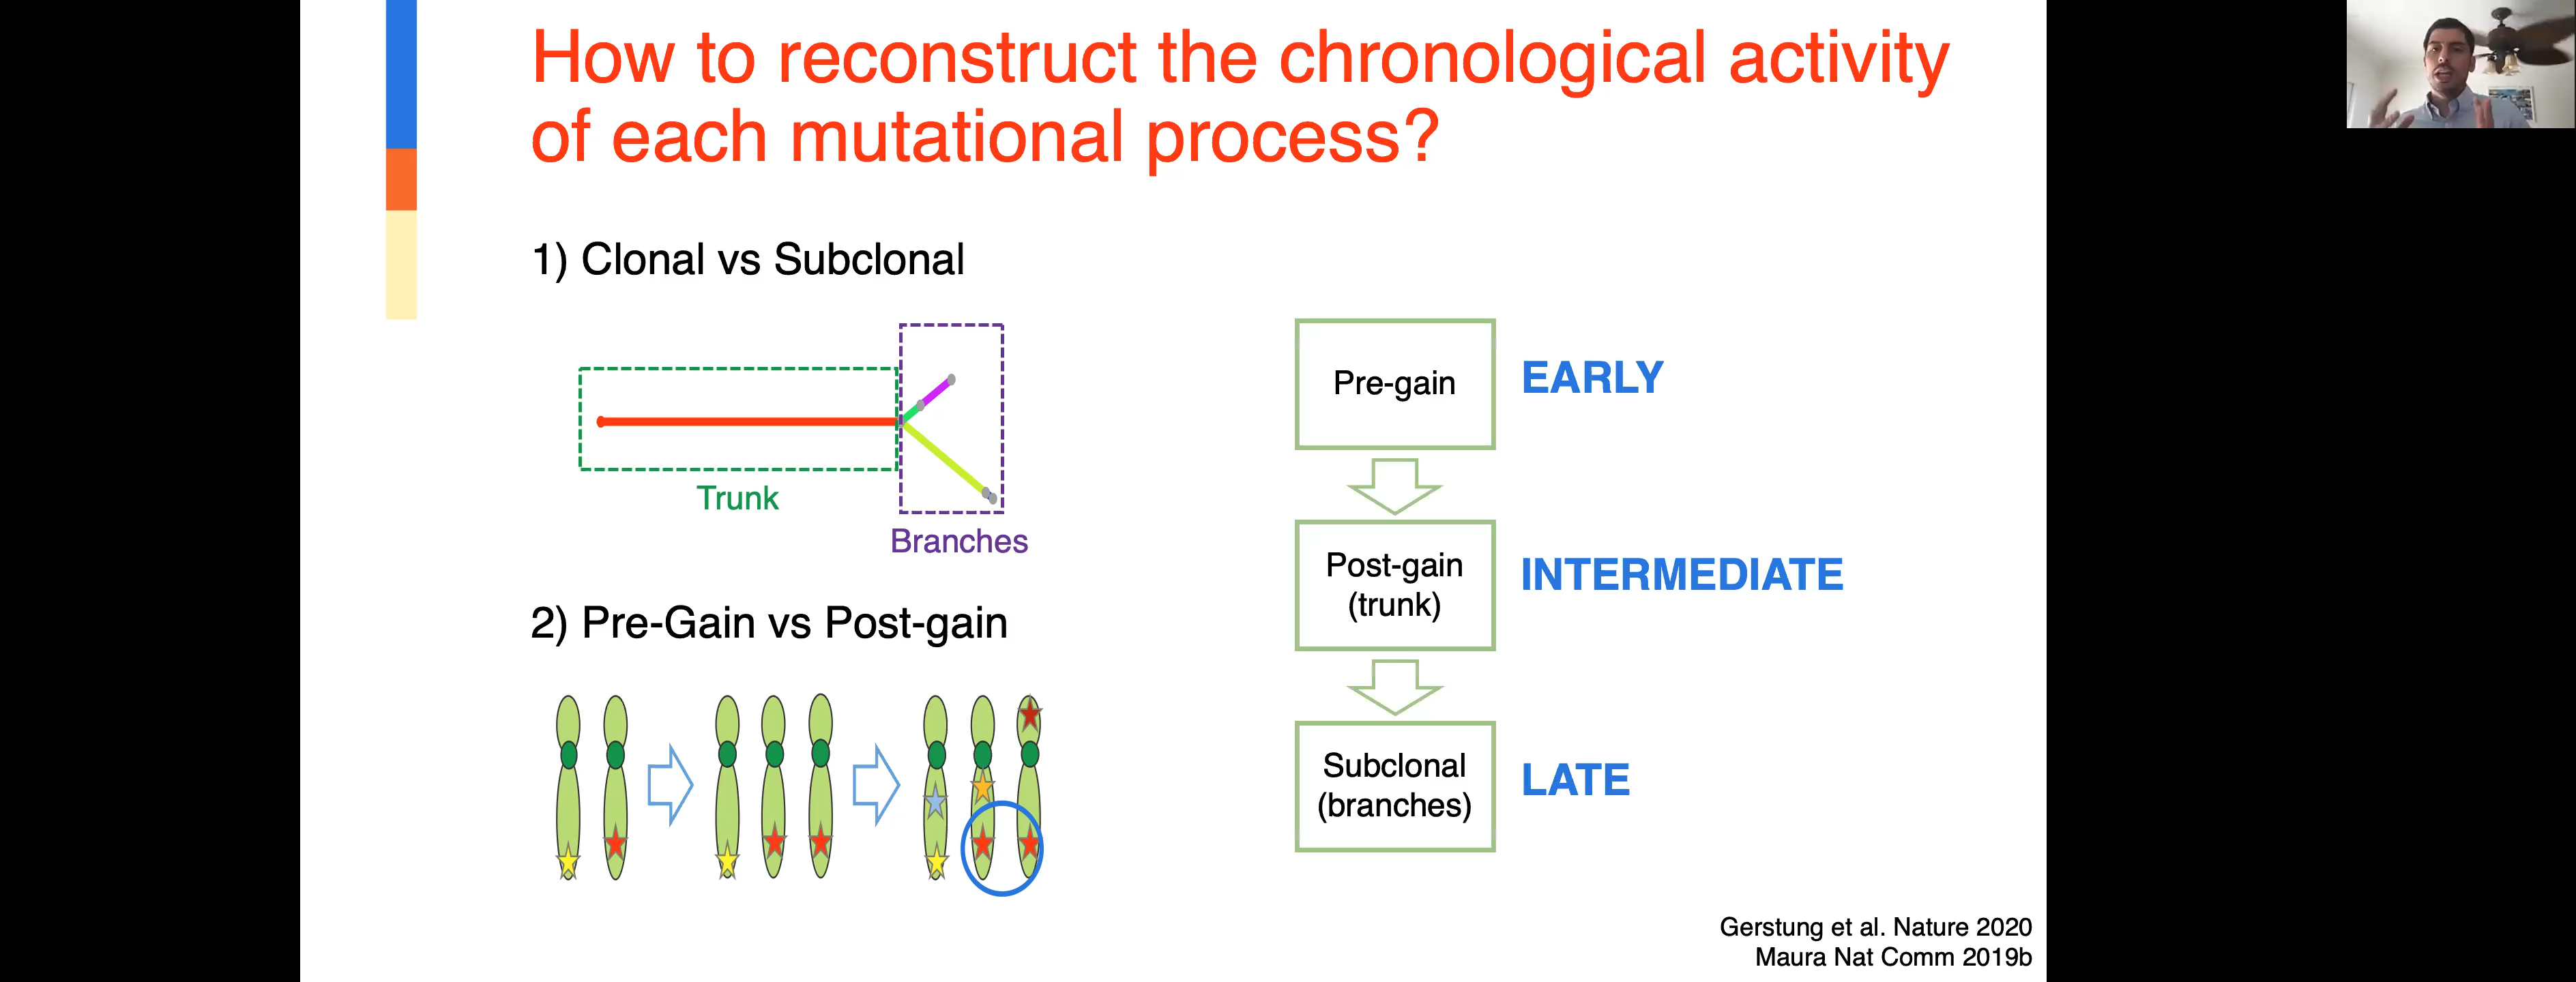 How to reconstruct the chronological activity
of each mutational process?
1) Clonal vs Subclonal
Trunk
Branches
2) Pre-Gain vs Post-gain
Pre-gain
EARLY
Post-gain
(trunk)
INTERMEDIATE
Subclonal
(branches)
LATE
Gerstung et al. Nature 2020
Maura Nat Comm 2019b